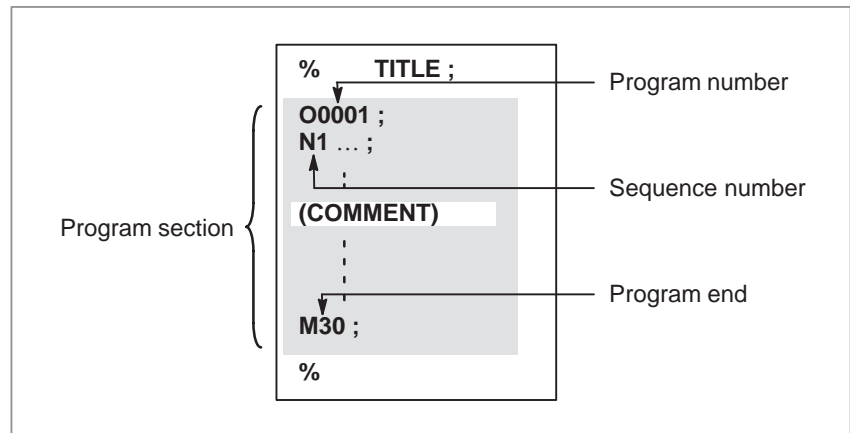 % TITLE ;
Program number
O0001 ;
N1 … ;
Sequence number
(COMMENT)
Program section
Program end
M30 ;
%